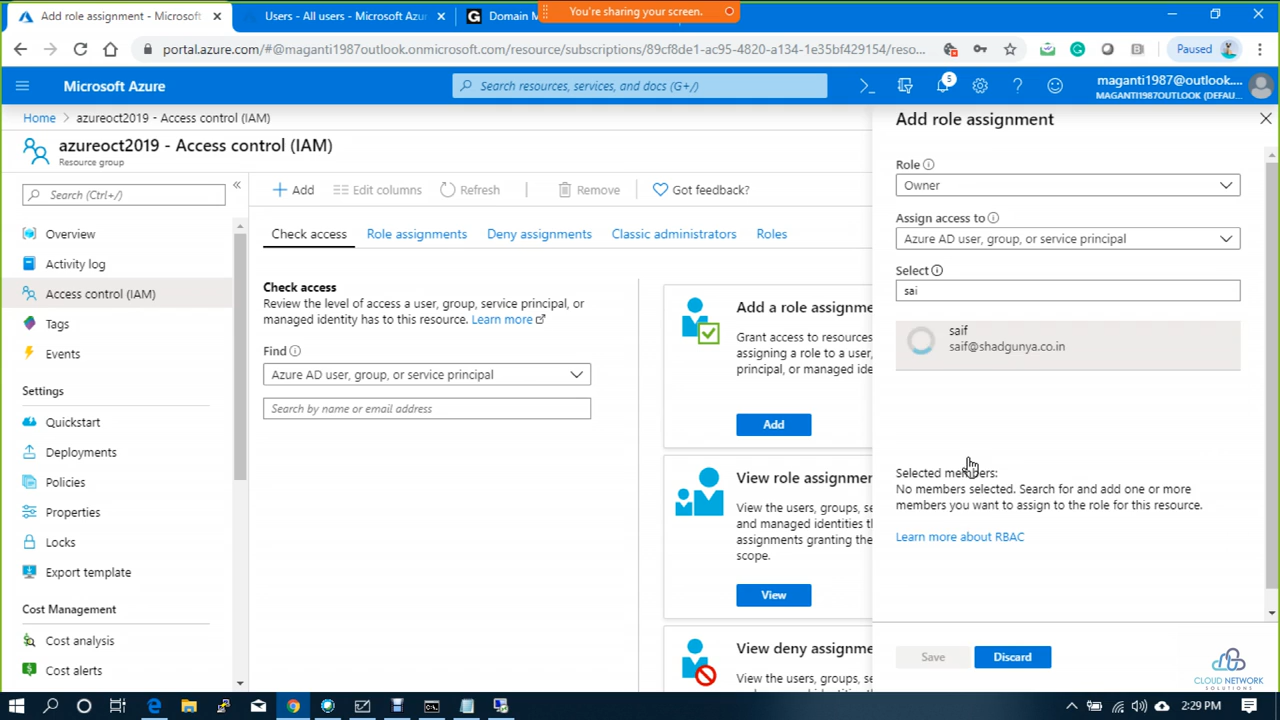 Add role assignment - Microsoft
Users - All users - Microsoft Azu
Domain M
You're sharing your screen.
portal.azure.com/#@maganti1987outlook.onmicrosoft.com/resource/subscriptions/89cf8de1-ac95-4820-a134-1e35bf429154/reso...
Paused
Microsoft Azure
Search resources, services, and docs (G+/)
5
maganti1987@outlook....
MAGANTI1987OUTLOOK (DEFAU...
Home > azureoct2019 - Access control (IAM)
azureoct2019 - Access control (IAM)
Resource group
Search (Ctrl+/)
Overview
Activity log
Access control (IAM)
Tags
Events
Settings
Quickstart
Deployments
Policies
Properties
Locks
Export template
Cost Management
Cost analysis
Cost alerts
Add
Edit columns
Refresh
Remove
Got feedback?
Check access
Role assignments
Deny assignments
Classic administrators
Roles
Check access
Review the level of access a user, group, service principal, or
managed identity has to this resource. Learn more
Find
Azure AD user, group, or service principal
Search by name or email address
Add a role assignme
Grant access to resources
assigning a role to a user,
principal, or managed ide
Add
View role assignmer
View the users, groups, se
and managed identities th
assignments granting the
scope.
View
View deny assignme
View the users, groups, se
Add role assignment
Role
Owner
Assign access to
Azure AD user, group, or service principal
Select
sai
saif
saif@shadgunya.co.in
Selected members:
No members selected. Search for and add one or more
members you want to assign to the role for this resource.
Learn more about RBAC
Save
Discard
CLOUD NETWORK
SOLUTIONS
2:29 PM